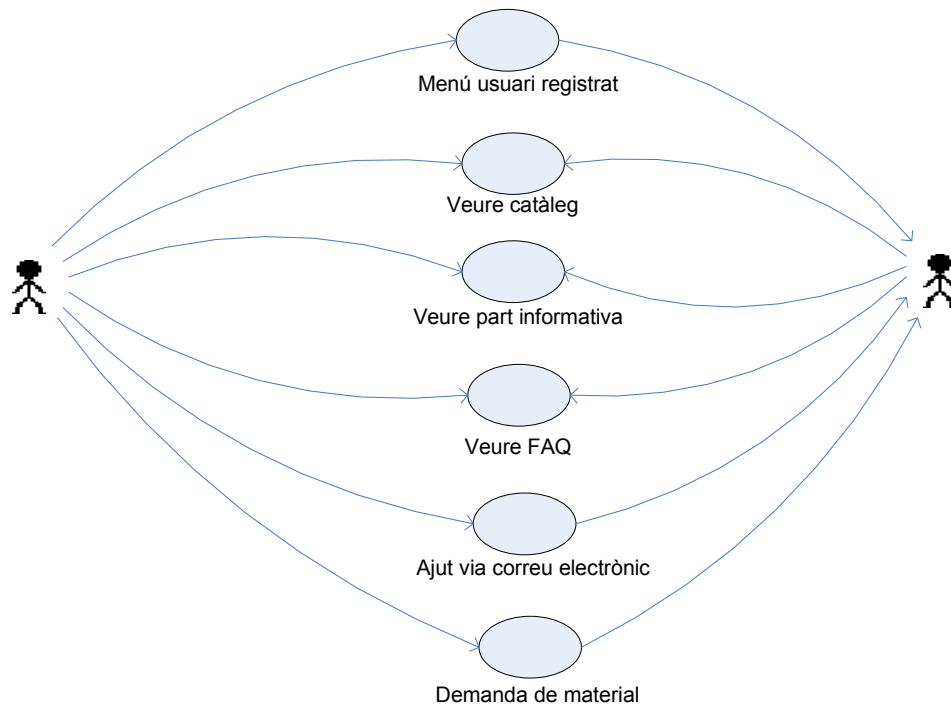 Menú usuari registrat
Veure catàleg
Veure part informativa
Veure FAQ
Ajut via correu electrònic
Demanda de material